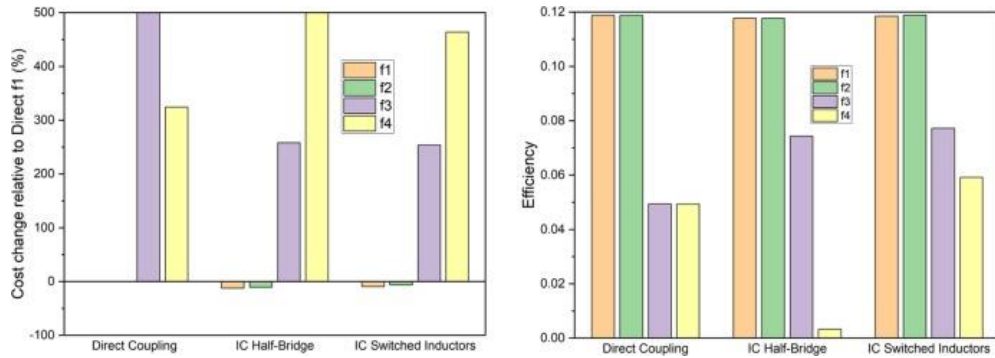 Cost change relative to Direct f1 (%)
500
400
300
200
100
0
-100
f1
f2
f3
f4
Direct Coupling
IC Half-Bridge
IC Switched Inductors
Efficiency
0.12
0.10
0.08
0.06
0.04
0.02
0.00
f1
f2
f3
f4
Direct Coupling
IC Half-Bridge
IC Switched Inductors